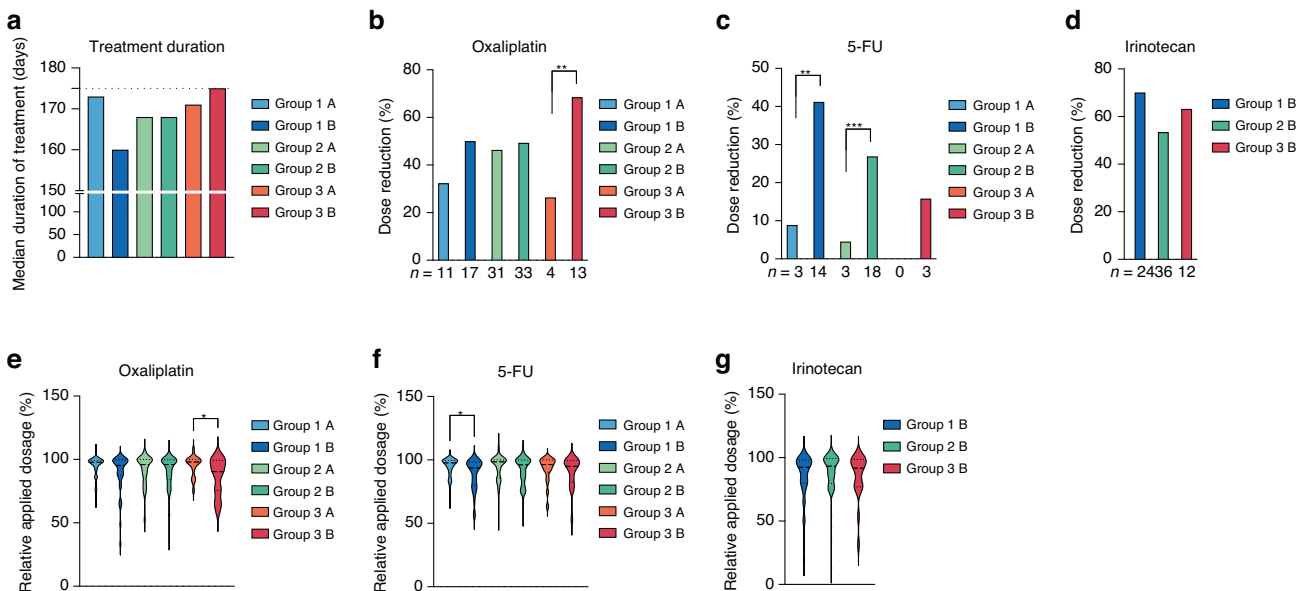 a
Treatment duration
Median duration of treatment (days)
180
170
160
150
100
50
0
Group 1 A
Group 1 B
Group 2 A
Group 2 B
Group 3 A
Group 3 B
b
Oxaliplatin
Dose reduction (%)
80
60
40
20
0
**
n = 11 17 31 33 4 13
Group 1 A
Group 1 B
Group 2 A
Group 2 B
Group 3 A
Group 3 B
c
5-FU
Dose reduction (%)
50
40
30
20
10
0
**
***
n = 3 14 3 18 0 3
Group 1 A
Group 1 B
Group 2 A
Group 2 B
Group 3 A
Group 3 B
d
Irinotecan
Dose reduction (%)
80
60
40
20
0
n = 2436 12
Group 1 B
Group 2 B
Group 3 B
e
Oxaliplatin
Relative applied dosage (%)
150
100
50
0
*
Group 1 A
Group 1 B
Group 2 A
Group 2 B
Group 3 A
Group 3 B
f
5-FU
Relative applied dosage (%)
150
100
50
0
*
Group 1 A
Group 1 B
Group 2 A
Group 2 B
Group 3 A
Group 3 B
g
Irinotecan
Relative applied dosage (%)
150
100
50
0
Group 1 B
Group 2 B
Group 3 B